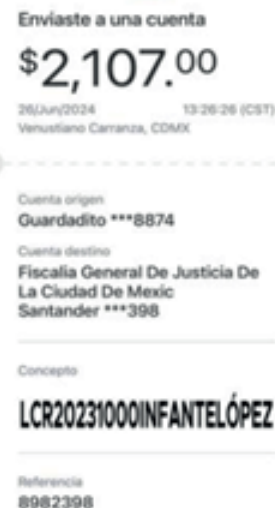 Enviaste a una cuenta
$2,107.00
26/Jun/2024 13:26:26 (CST)
Venustiano Carranza, CDMX
Cuenta origen
Guardadito ***8874
Cuenta destino
Fiscalia General De Justicia De
La Ciudad De Mexic
Santander ***398
Concepto
LCR20231000INFANTELÓPEZ
Referencia
8982398